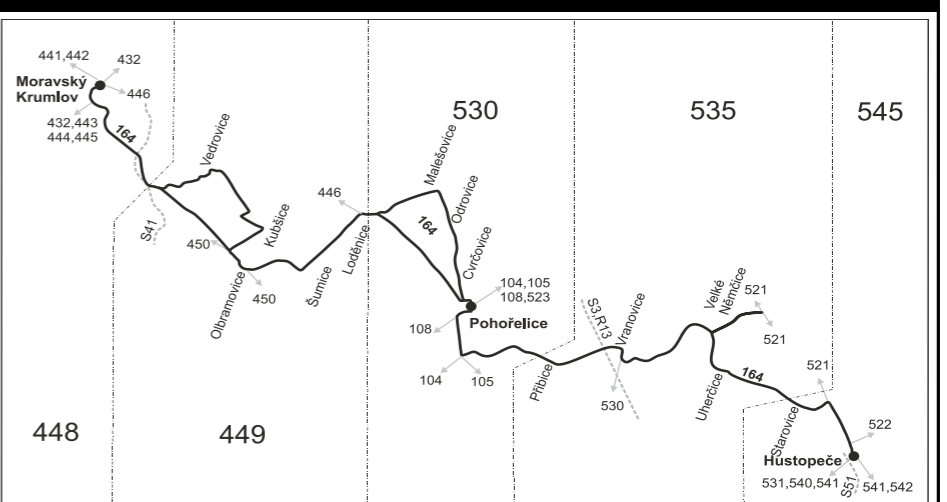 441,442
432
Moravský
Krumlov
446
432,443
444,445
164
S41
Vedrovice
Kubšice
450
450
Olbramovice
Šumice
Loděnice
446
448
449
530
Malešovice
Odrovice
164
Cvrčovice
104,105
108,523
Pohořelice
108
104
105
535
S3,R13
Vranovice
Přibice
530
Velké
Němčice
521
521
Uherčice
164
521
545
Starovice
522
Hustopeče
531,540,541
S51
541,542